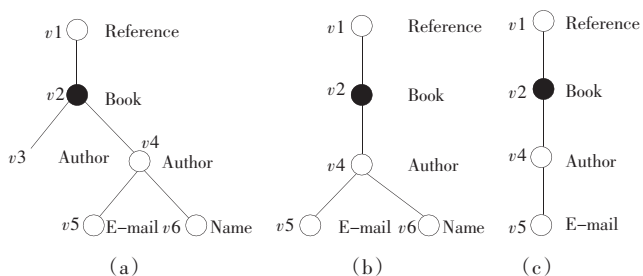 v1 Reference
v2 Book
v3 Author
v4 Author
v5 E-mail v6 Name
(a)
v1 Reference
v2 Book
v4 Author
v5 E-mail v6 Name
(b)
v1 Reference
v2 Book
v4 Author
v5 E-mail
(c)